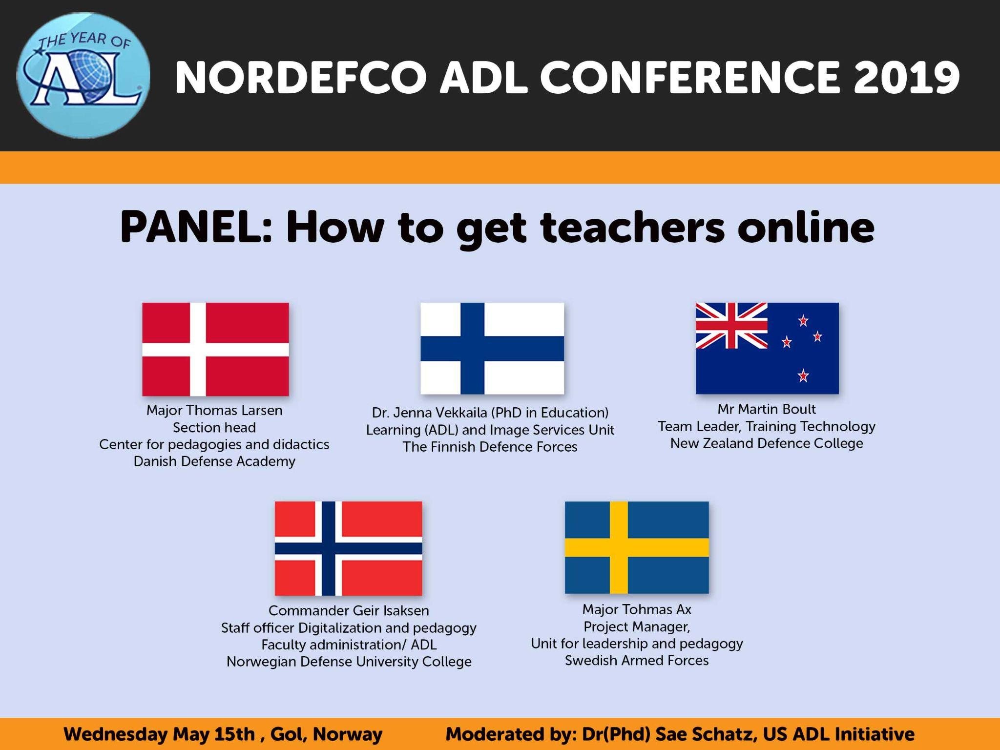 THE YEAR OF
ADL
NORDEFCO ADL CONFERENCE 2019
PANEL: How to get teachers online
Major Thomas Larsen
Section head
Center for pedagogies and didactics
Danish Defense Academy
Dr. Jenna Vekkaila (PhD in Education)
Learning (ADL) and Image Services Unit
The Finnish Defence Forces
Mr Martin Boult
Team Leader, Training Technology
New Zealand Defence College
Commander Geir Isaksen
Staff officer Digitalization and pedagogy
Faculty administration/ ADL
Norwegian Defense University College
Major Tohmas Ax
Project Manager,
Unit for leadership and pedagogy
Swedish Armed Forces
Wednesday May 15th , Gol, Norway
Moderated by: Dr(Phd) Sae Schatz, US ADL Initiative